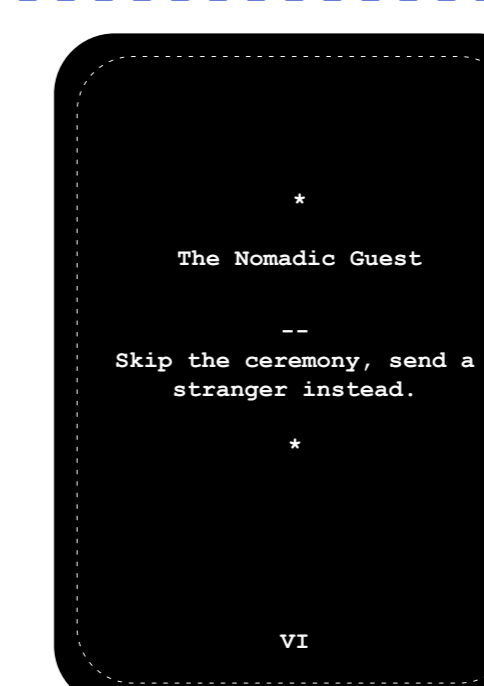 *
The Nomadic Guest
--
Skip the ceremony, send a
stranger instead.
*
VI